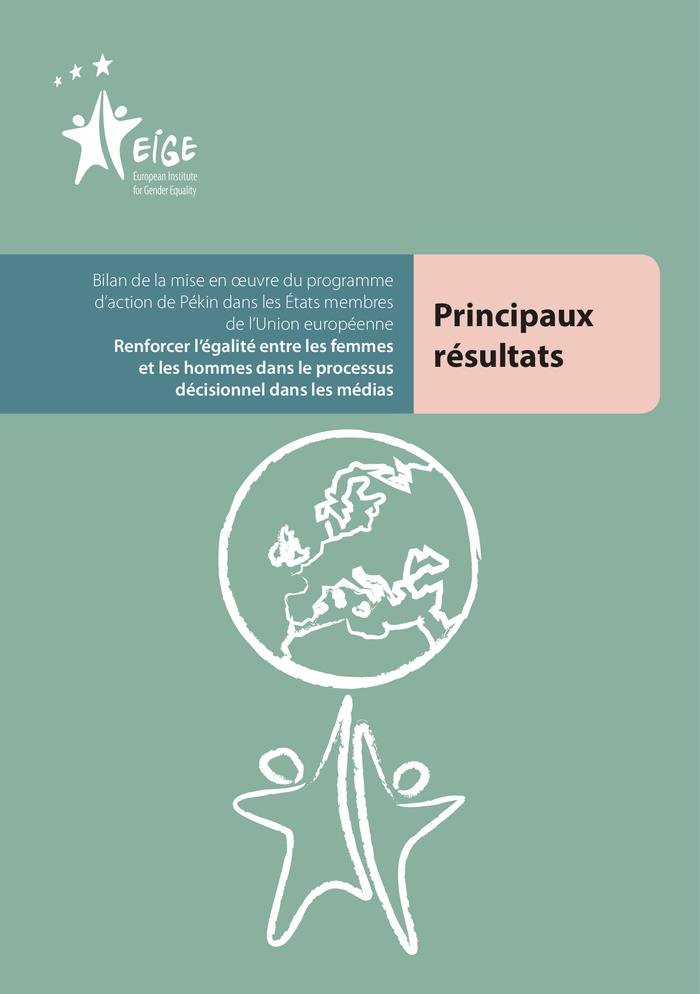 EIGE
European Institute
for Gender Equality
Bilan de la mise en œuvre du programme
d’action de Pékin dans les États membres
de l’Union européenne
Renforcer l’égalité entre les femmes
et les hommes dans le processus
décisionnel dans les médias
Principaux
résultats